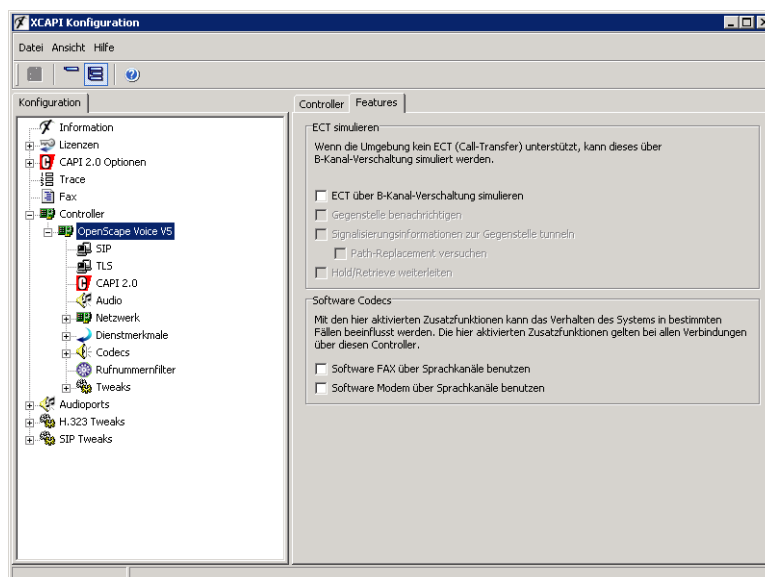 XCAPI Konfiguration
Datei Ansicht Hilfe
Konfiguration
Information
Lizenzen
CAPI 2.0 Optionen
Trace
Fax
Controller
OpenScape Voice V5
SIP
TLS
CAPI 2.0
Audio
Netzwerk
Dienstmerkmale
Codecs
Rufnummernfilter
Tweaks
Audioports
H.323 Tweaks
SIP Tweaks
Controller Features
ECT simulieren
Wenn die Umgebung kein ECT (Call-Transfer) unterstützt, kann dieses über
B-Kanal-Verschaltung simuliert werden.
ECT über B-Kanal-Verschaltung simulieren
Gegenstelle benachrichtigen
Signalisierungsinformationen zur Gegenstelle tunneln
Path-Replacement versuchen
Hold/Retrieve weiterleiten
Software Codecs
Mit den hier aktivierten Zusatzfunktionen kann das Verhalten des Systems in bestimmten
Fällen beeinflusst werden. Die hier aktivierten Zusatzfunktionen gelten bei allen Verbindungen
über diesen Controller.
Software FAX über Sprachkanäle benutzen
Software Modem über Sprachkanäle benutzen